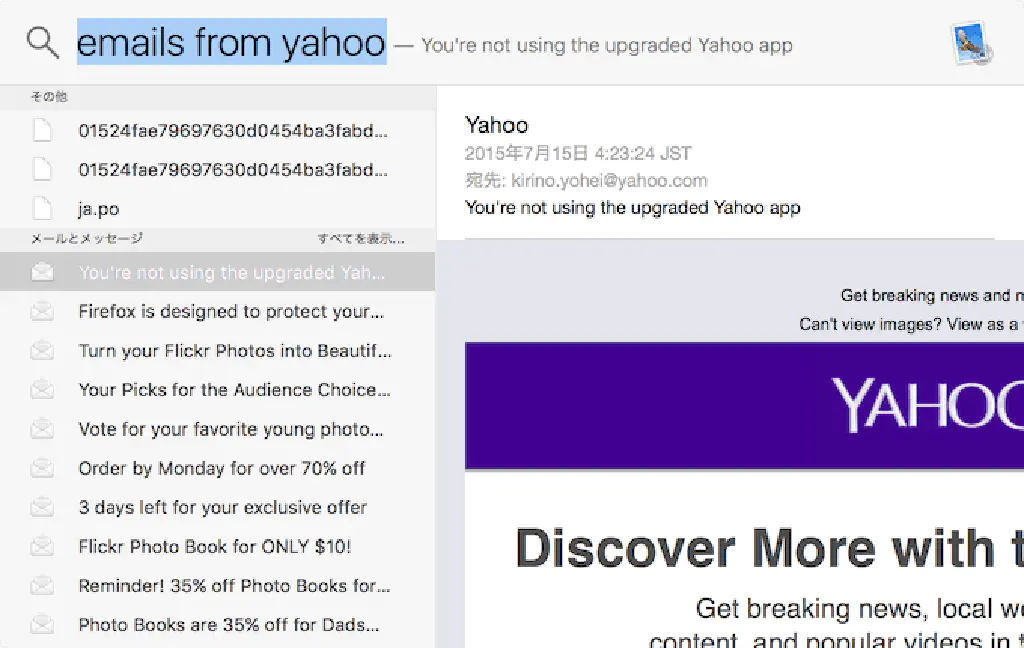 emails from yahoo — You're not using the upgraded Yahoo app
その他
01524fae79697630d0454ba3fabd...
01524fae79697630d0454ba3fabd...
ja.po
メールとメッセージ すべてを表示...
You're not using the upgraded Yah...
Firefox is designed to protect your...
Turn your Flickr Photos into Beautif...
Your Picks for the Audience Choice...
Vote for your favorite young photo...
Order by Monday for over 70% off
3 days left for your exclusive offer
Flickr Photo Book for ONLY $10!
Reminder! 35% off Photo Books for...
Photo Books are 35% off for Dads...
Yahoo
2015年7月15日 4:23:24 JST
宛先: kirino.yohei@yahoo.com
You're not using the upgraded Yahoo app
Get breaking news and
Can't view images? View as a
YAHOO
Discover More with
Get breaking news, local
content, and popular videos in